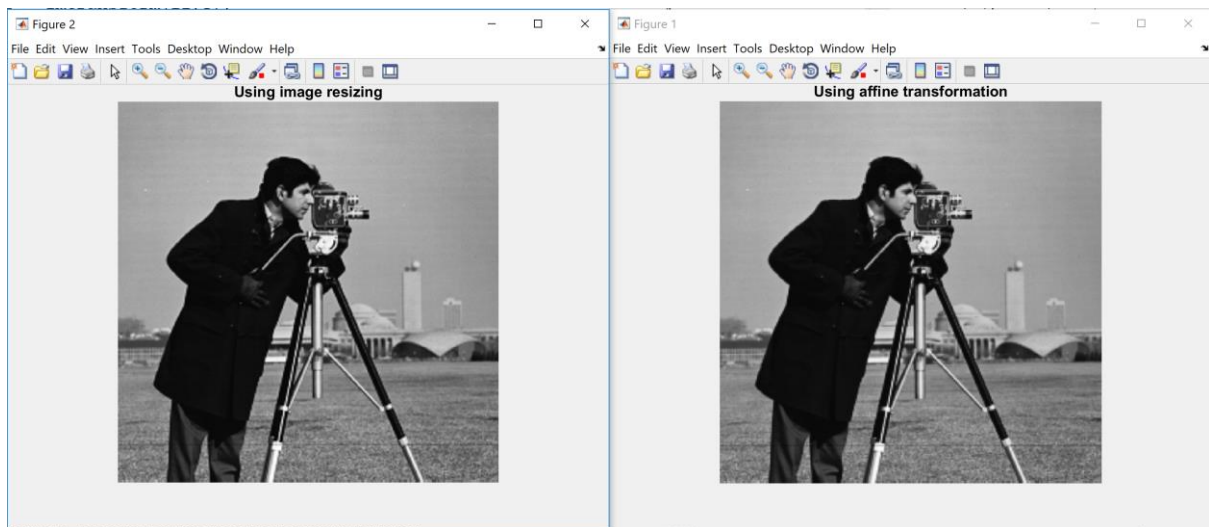 Figure 2
File Edit View Insert Tools Desktop Window Help
Using image resizing
Figure 1
File Edit View Insert Tools Desktop Window Help
Using affine transformation